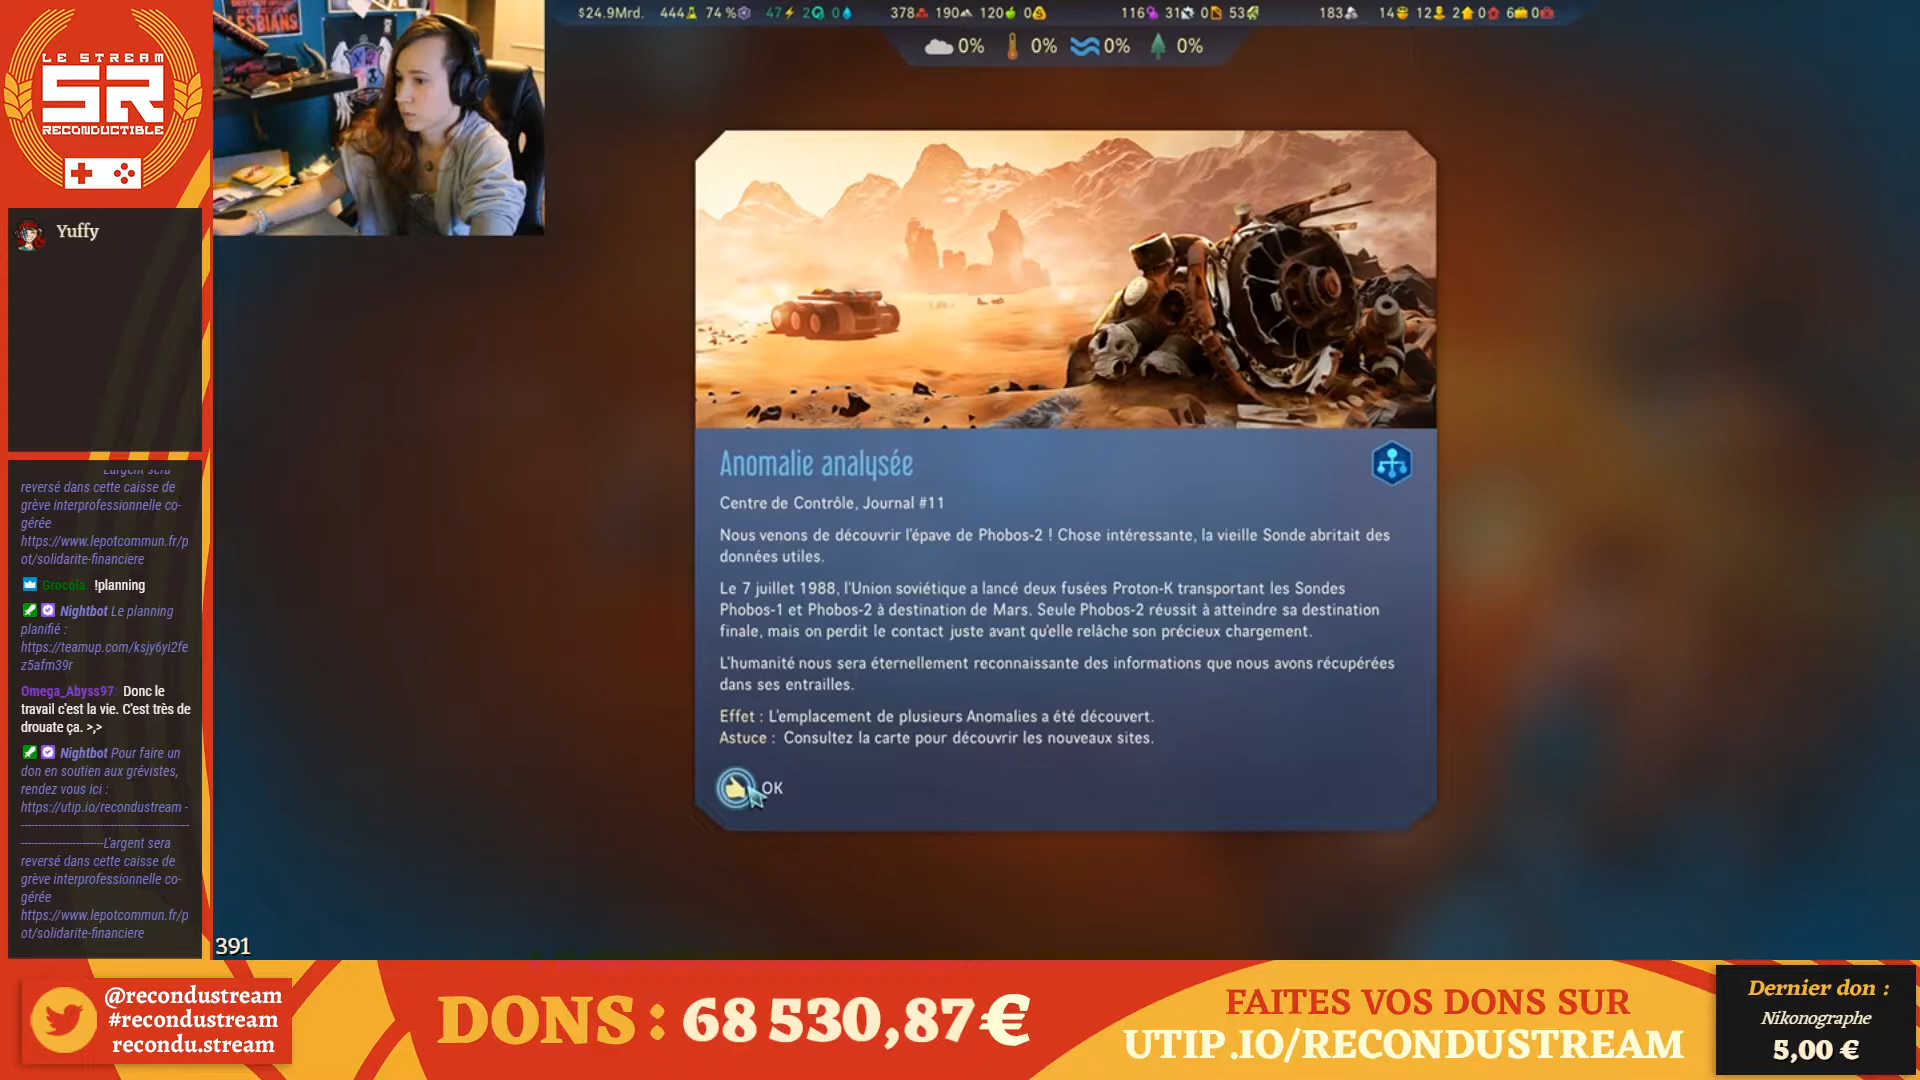 LE STREAM
SR
RECONDUCTIBLE
LESBIANS
$24.9Mrd. 444 74 % 47 2 0 378 190 120 0 116 31 0 53 183 14 12 2 0 6 0
0% 0% 0% 0%
Yuffy
L'argent sera
reversé dans cette caisse de
grève interprofessionnelle co-
gérée
https://www.lepotcommun.fr/p
ot/solidarite-financiere
Grocbla: !planning
Nightbot Le planning
planifié :
https://teamup.com/ksjy6yi2fe
z5afm39r
Omega_Abyss97: Donc le
travail c'est la vie. C'est très de
drouate ça. >,>
Nightbot Pour faire un
don en soutien aux grévistes,
rendez vous ici :
https://utip.io/recondustream -
---------------------------------------------
----------------------L'argent sera
reversé dans cette caisse de
grève interprofessionnelle co-
gérée
https://www.lepotcommun.fr/p
ot/solidarite-financiere
Anomalie analysée
Centre de Contrôle, Journal #11
Nous venons de découvrir l'épave de Phobos-2 ! Chose intéressante, la vieille Sonde abritait des
données utiles.
Le 7 juillet 1988, l'Union soviétique a lancé deux fusées Proton-K transportant les Sondes
Phobos-1 et Phobos-2 à destination de Mars. Seule Phobos-2 réussit à atteindre sa destination
finale, mais on perdit le contact juste avant qu'elle relâche son précieux chargement.
L'humanité nous sera éternellement reconnaissante des informations que nous avons récupérées
dans ses entrailles.
Effet : L'emplacement de plusieurs Anomalies a été découvert.
Astuce : Consultez la carte pour découvrir les nouveaux sites.
OK
391
@recondustream
#recondustream
recondu.stream
DONS : 68 530,87€
FAITES VOS DONS SUR
UTIP.IO/RECONDUSTREAM
Dernier don :
Nikonographe
5,00 €